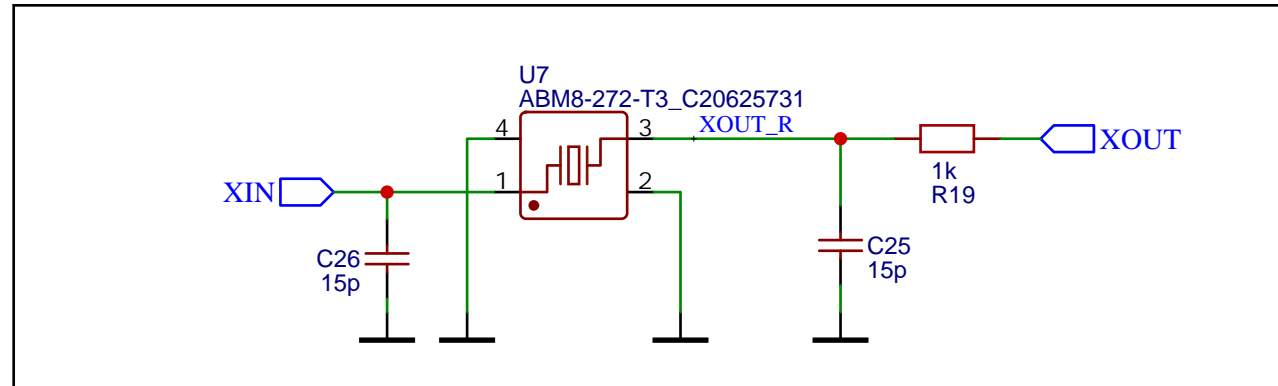 U7
ABM8-272-T3_C20625731
4
3
XOUT_R
XOUT
1k
R19
XIN
1
2
C26
15p
C25
15p